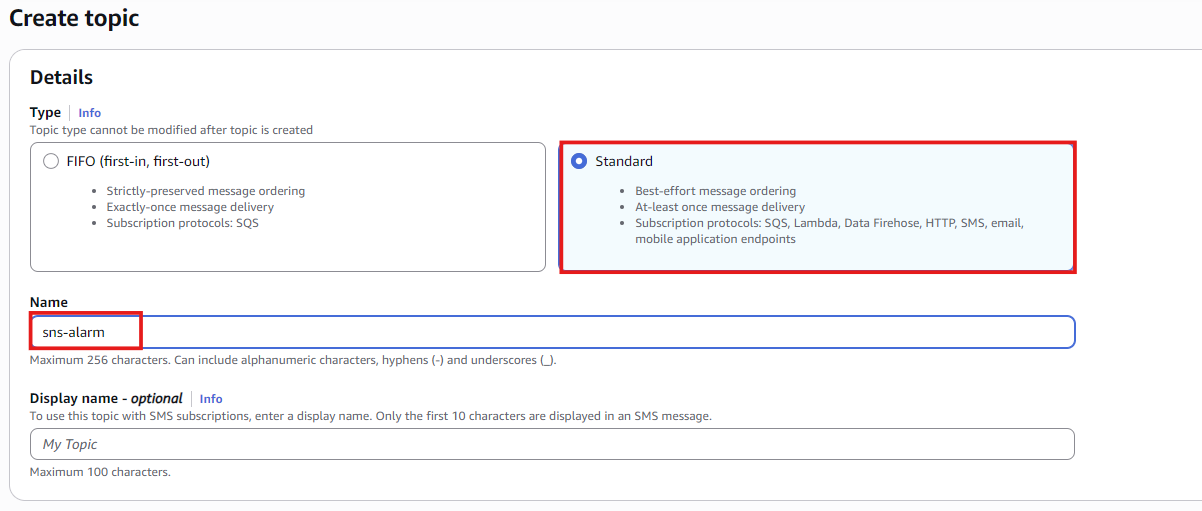 Create topic
Details
Type Info
Topic type cannot be modified after topic is created
FIFO (first-in, first-out)
Strictly-preserved message ordering
Exactly-once message delivery
Subscription protocols: SQS
Standard
Best-effort message ordering
At-least once message delivery
Subscription protocols: SQS, Lambda, Data Firehose, HTTP, SMS, email,
mobile application endpoints
Name
sns-alarm
Maximum 256 characters. Can include alphanumeric characters, hyphens (-) and underscores (_).
Display name - optional Info
To use this topic with SMS subscriptions, enter a display name. Only the first 10 characters are displayed in an SMS message.
My Topic
Maximum 100 characters.